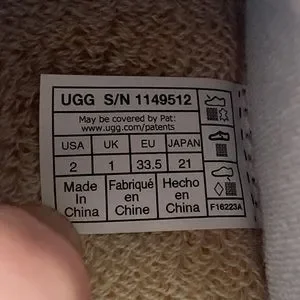 UGG S/N 1149512
May be covered by Pat:
www.ugg.com/patents
USA UK EU JAPAN
2 1 33.5 21
Made In China
Fabriqué en Chine
Hecho en China
F16223A